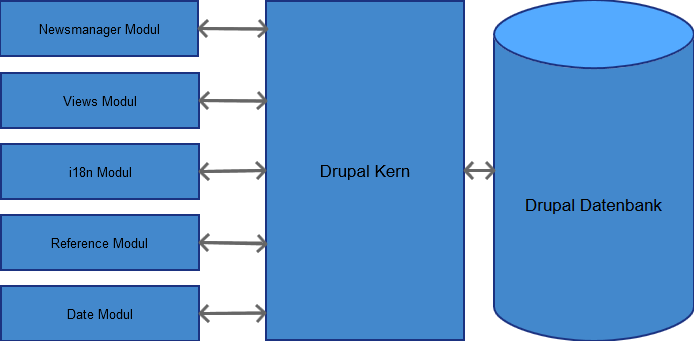 Newsmanager Modul
Views Modul
i18n Modul
Reference Modul
Date Modul
Drupal Kern
Drupal Datenbank